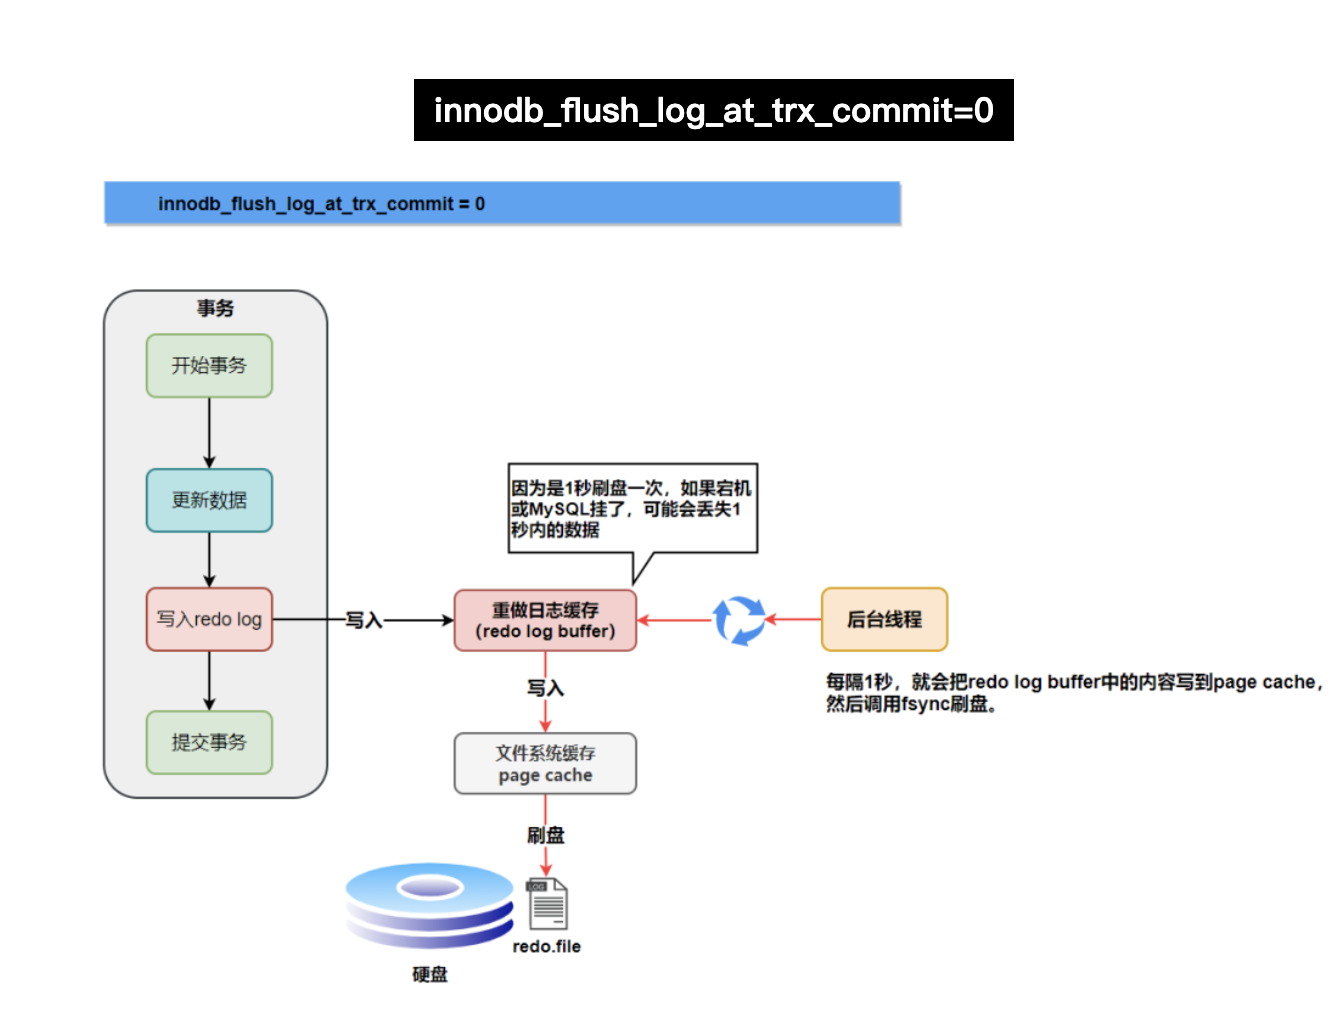 innodb_flush_log_at_trx_commit=0
innodb_flush_log_at_trx_commit = 0
事务
开始事务
更新数据
写入redo log
提交事务
写入
因为是1秒刷盘一次，如果宕机
或MySQL挂了，可能会丢失1
秒内的数据
重做日志缓存
（redo log buffer）
后台线程
每隔1秒，就会把redo log buffer中的内容写到page cache，
然后调用fsync刷盘。
写入
文件系统缓存
page cache
刷盘
LOG
redo.file
硬盘